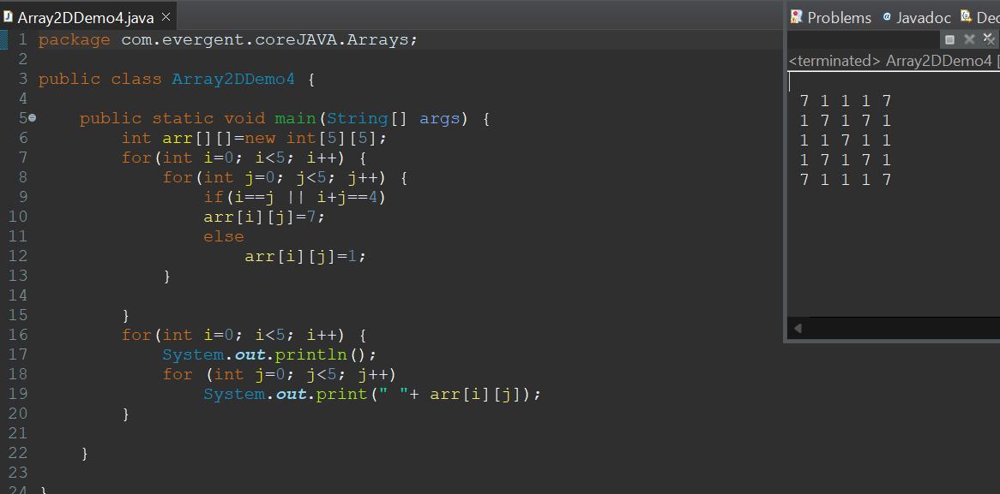 Array2DDemo4.java
1 package com.evergent.coreJAVA.Arrays;
2
3 public class Array2DDemo4 {
4
5     public static void main(String[] args) {
6         int arr[][]=new int[5][5];
7         for(int i=0; i<5; i++) {
8             for(int j=0; j<5; j++) {
9                 if(i==j || i+j==4)
10                 arr[i][j]=7;
11                 else
12                     arr[i][j]=1;
13             }
14
15         }
16         for(int i=0; i<5; i++) {
17             System.out.println();
18             for (int j=0; j<5; j++)
19                 System.out.print(" "+ arr[i][j]);
20         }
21
22     }
23
24 }
Problems @ Javadoc Dec
<terminated> Array2DDemo4 [
7 1 1 1 7
1 7 1 7 1
1 1 7 1 1
1 7 1 7 1
7 1 1 1 7